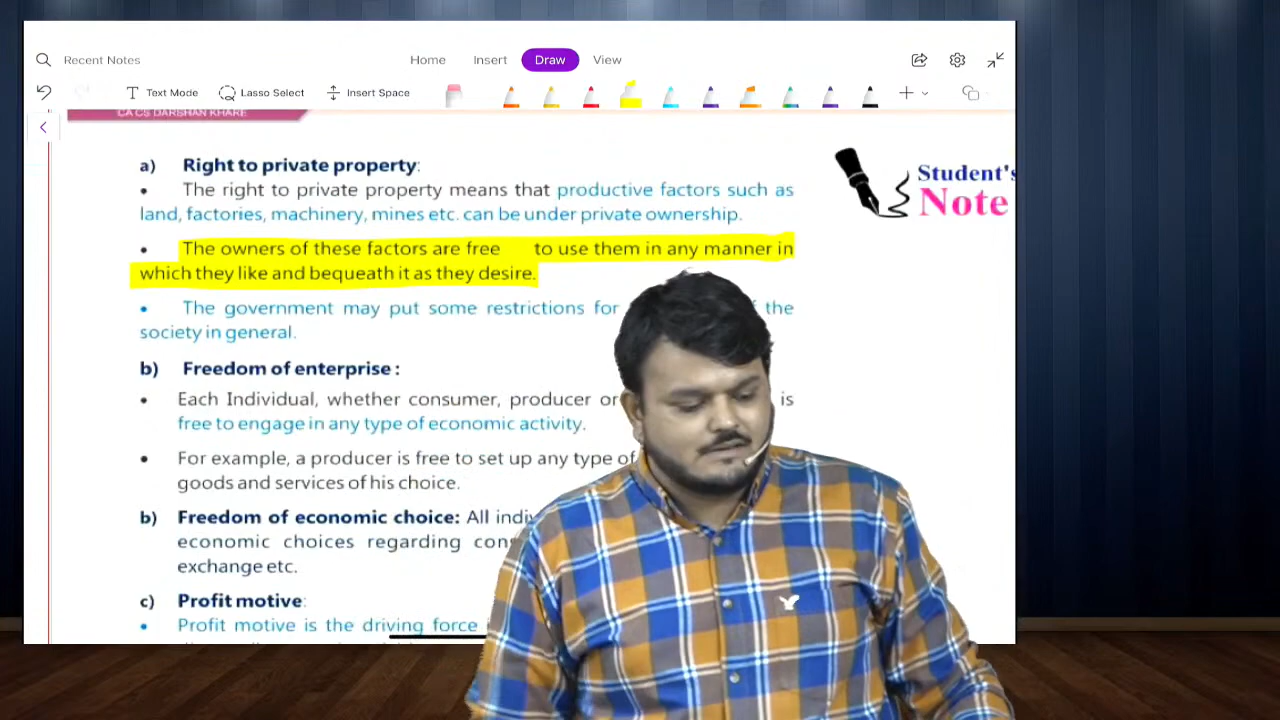 Recent Notes
Home Insert Draw View
Text Mode Lasso Select Insert Space
CA CS DARSHAN KHARE
a) Right to private property:
Student's
Note
• The right to private property means that productive factors such as
land, factories, machinery, mines etc. can be under private ownership.
• The owners of these factors are free to use them in any manner in
which they like and bequeath it as they desire.
• The government may put some restrictions for the
society in general.
b) Freedom of enterprise :
• Each Individual, whether consumer, producer or is
free to engage in any type of economic activity.
• For example, a producer is free to set up any type of
goods and services of his choice.
b) Freedom of economic choice: All
economic choices regarding
exchange etc.
c) Profit motive:
• Profit motive is the driving force